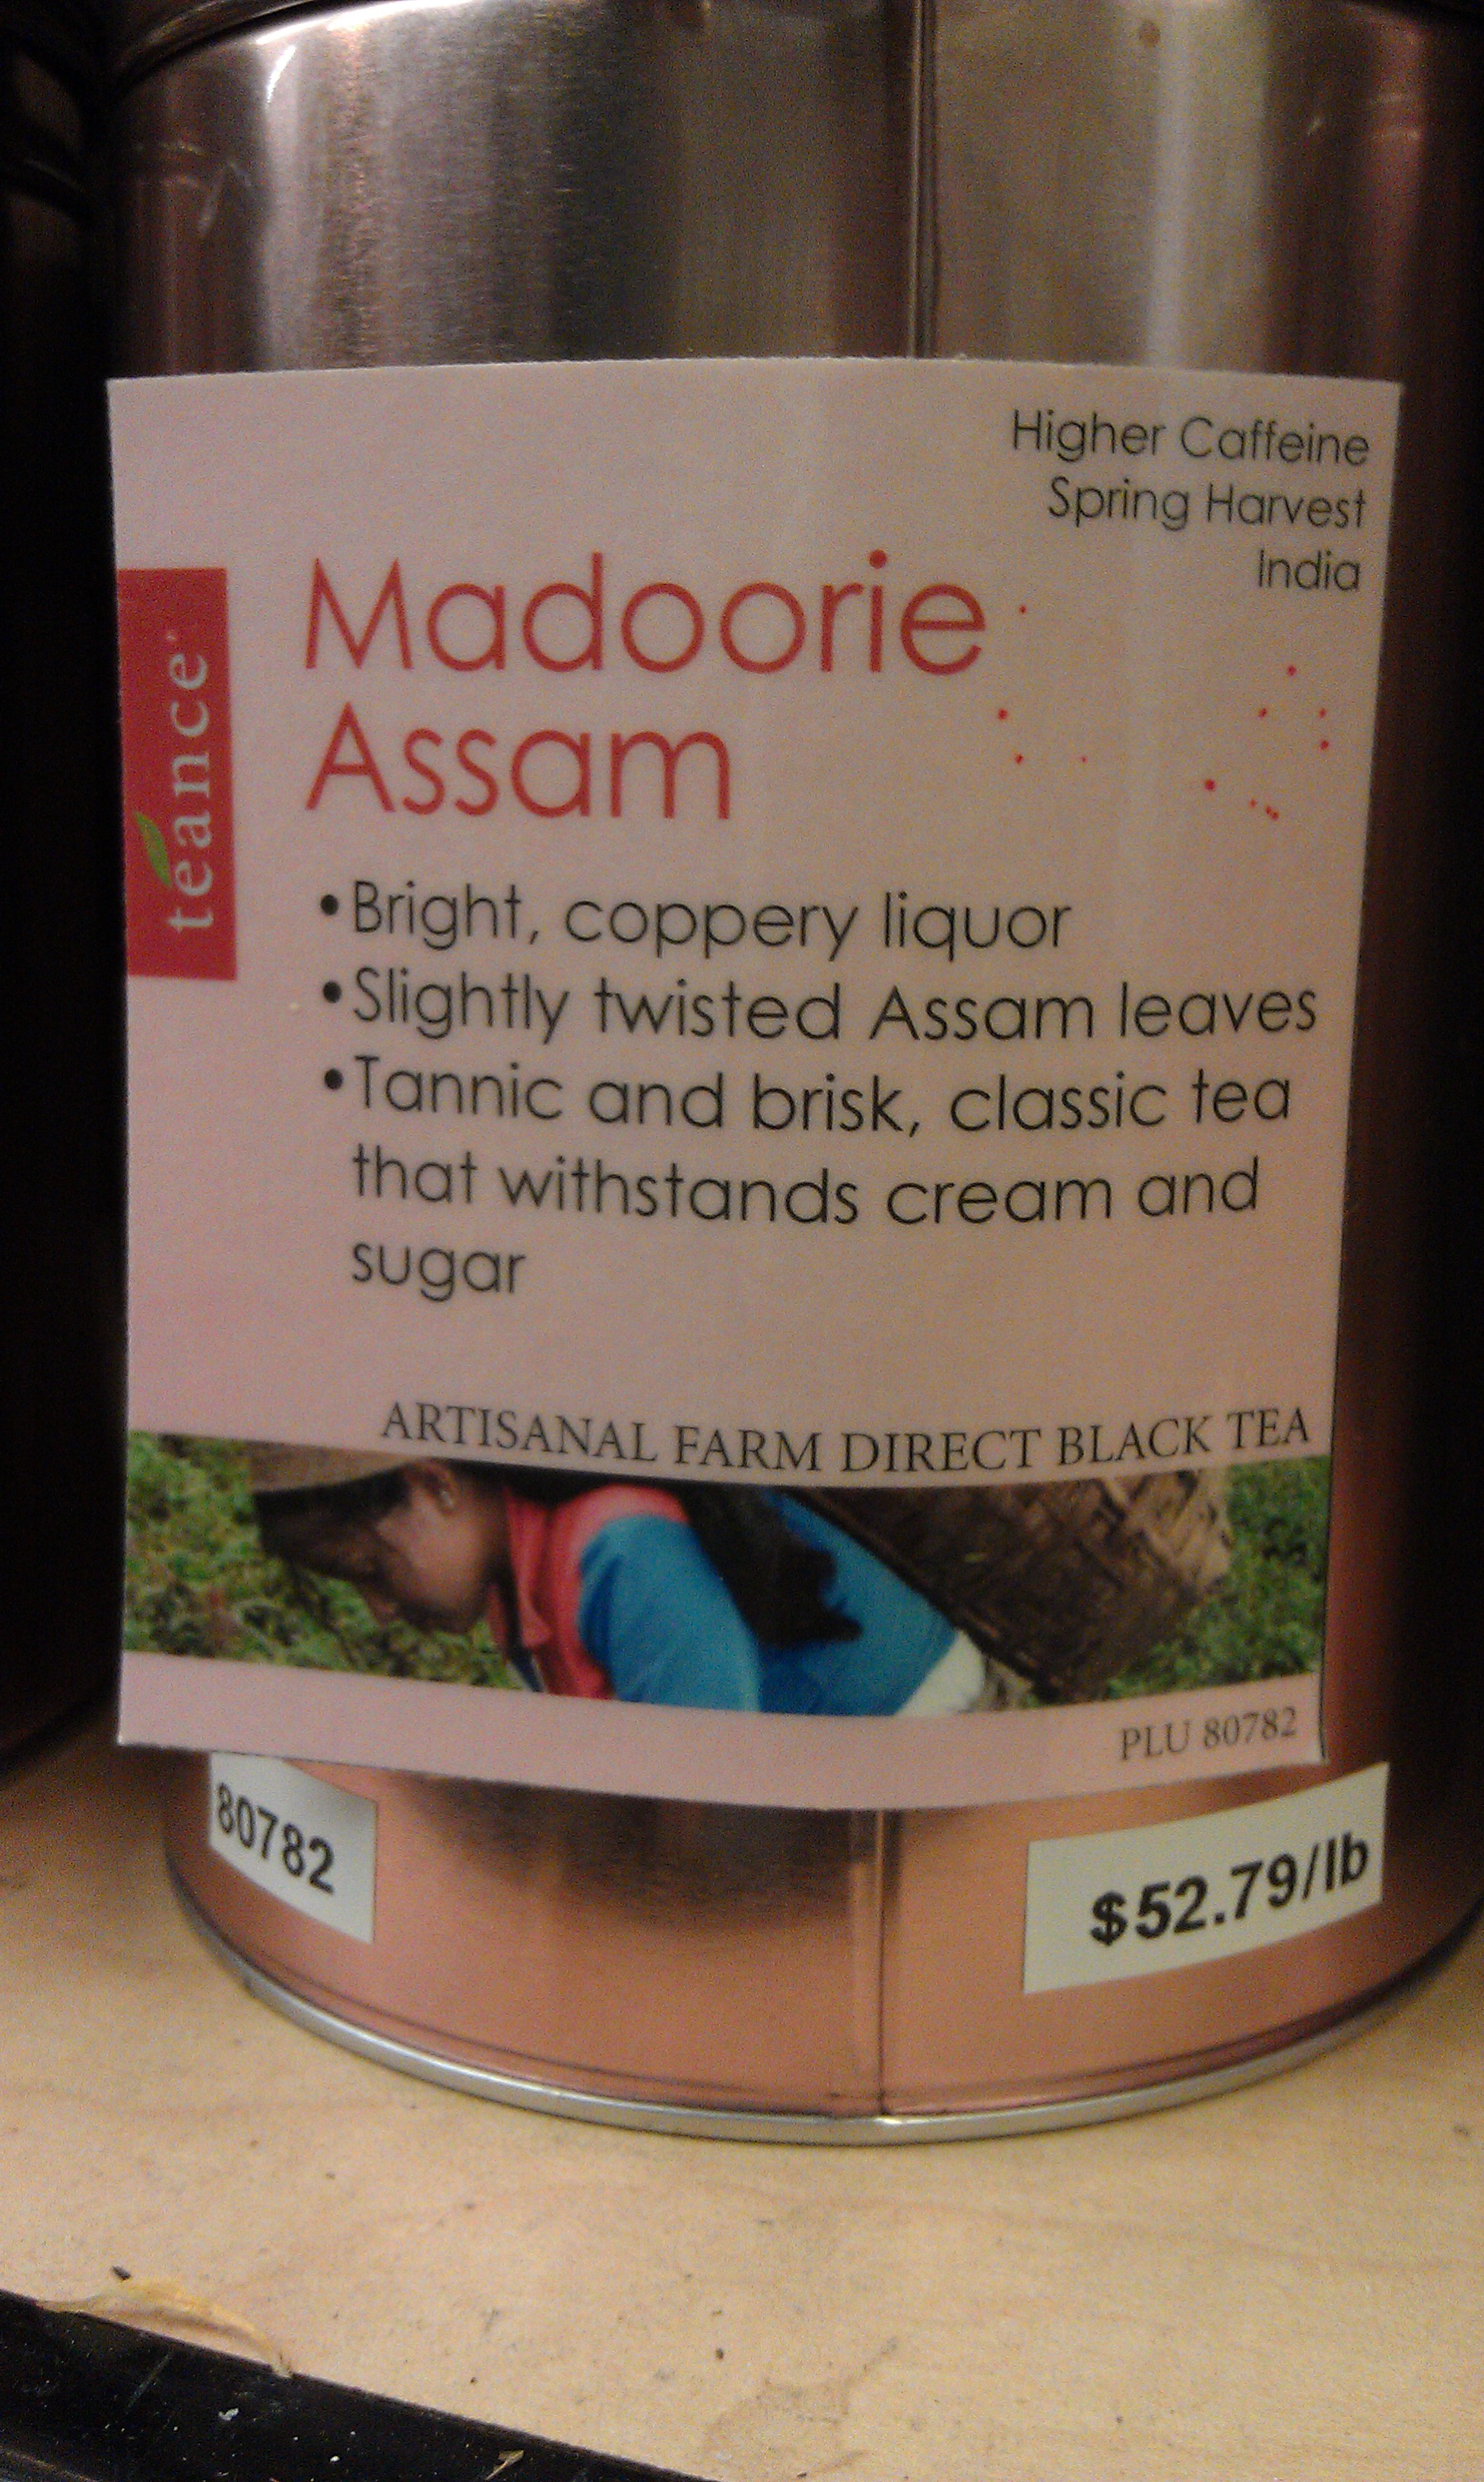 Higher Caffeine
Spring Harvest
India
teance
Madoorie
Assam
•Bright, coppery liquor
•Slightly twisted Assam leaves
•Tannic and brisk, classic tea
that withstands cream and
sugar
ARTISANAL FARM DIRECT BLACK TEA
PLU 80782
80782
$52.79/lb